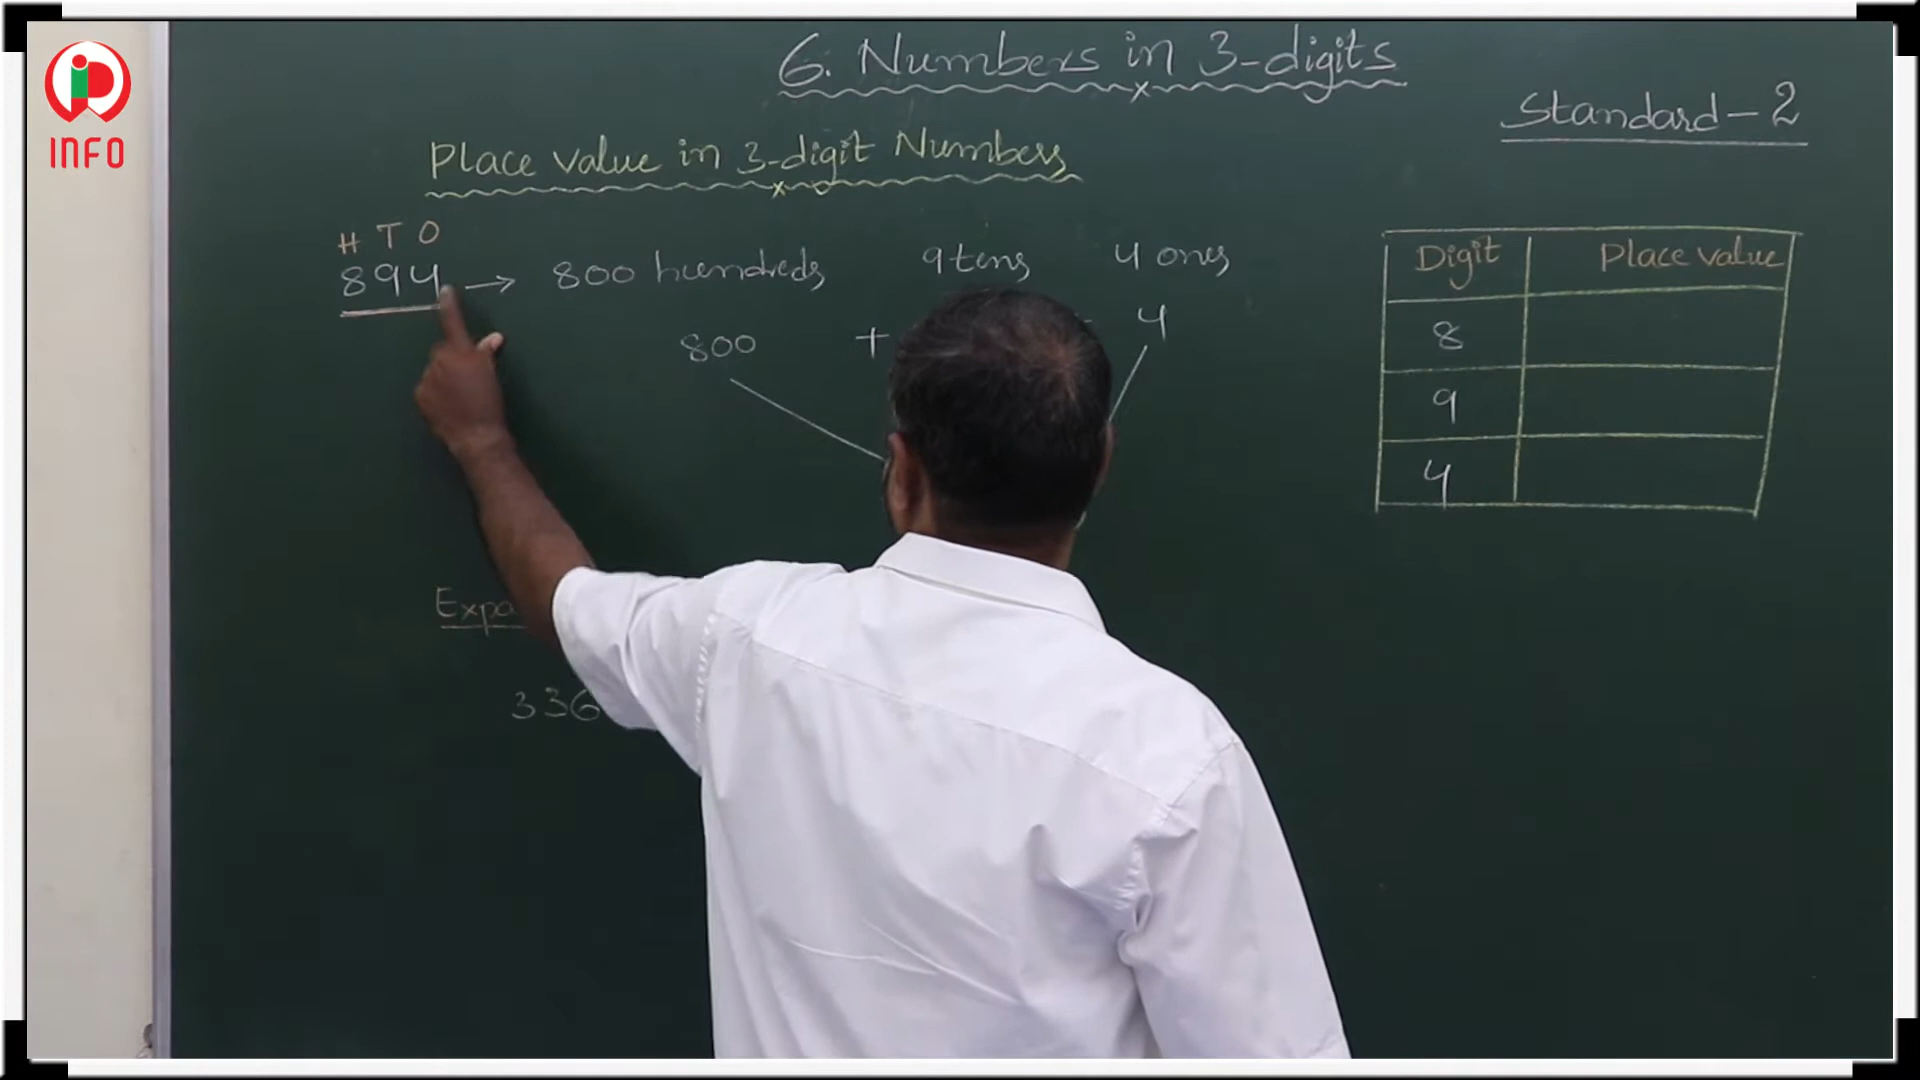 INFO
6. Numbers in 3-digits
Standard-2
Place value in 3-digit Numbers
H T O
894 → 800 hundreds 9 tens 4 ones
800 + 4
Digit Place value
8
9
4
336